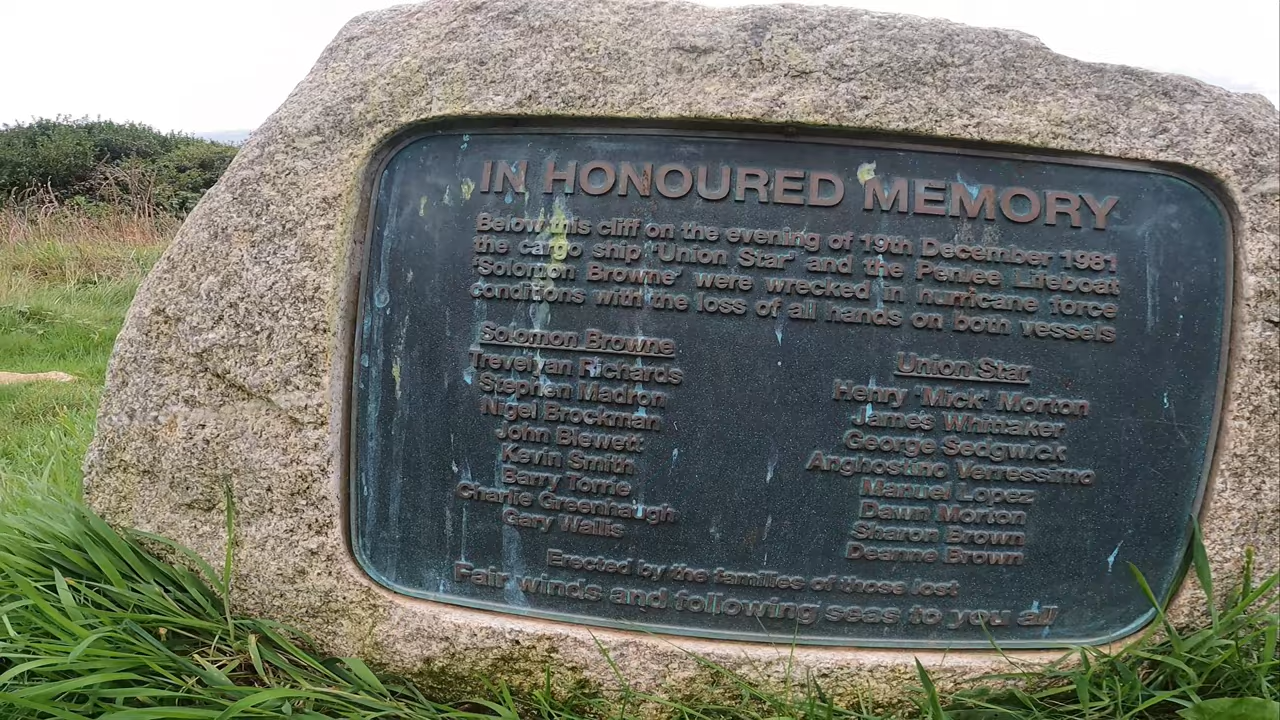 IN HONOURED MEMORY
Below this cliff on the evening of 19th December 1981
the cargo ship 'Union Star' and the Penlee Lifeboat
'Solomon Browne' were wrecked in hurricane force
conditions with the loss of all hands on both vessels
Solomon Browne
Trevelyan Richards
Stephen Madron
Nigel Brockman
John Blewett
Kevin Smith
Barry Torrie
Charlie Greenhaugh
Gary Wallis
Union Star
Henry 'Mick' Morton
James Whittaker
George Sedgwick
Anghostino Verressimo
Manuel Lopez
Dawn Morton
Sharon Brown
Deanne Brown
Erected by the families of those lost
Fair winds and following seas to you all